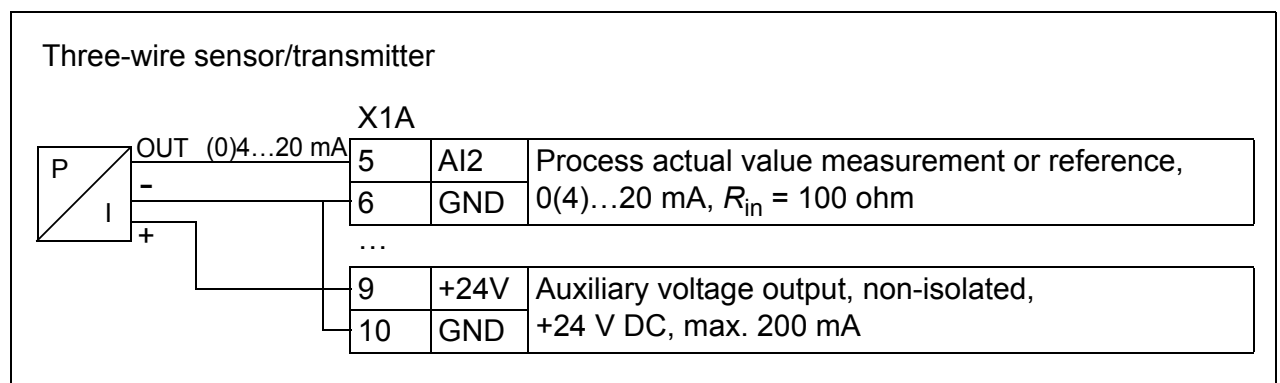 Three-wire sensor/transmitter
X1A
P
I
OUT (0)4…20 mA
-
+
5 AI2 Process actual value measurement or reference,
6 GND 0(4)…20 mA, Rin = 100 ohm
…
9 +24V Auxiliary voltage output, non-isolated,
10 GND +24 V DC, max. 200 mA